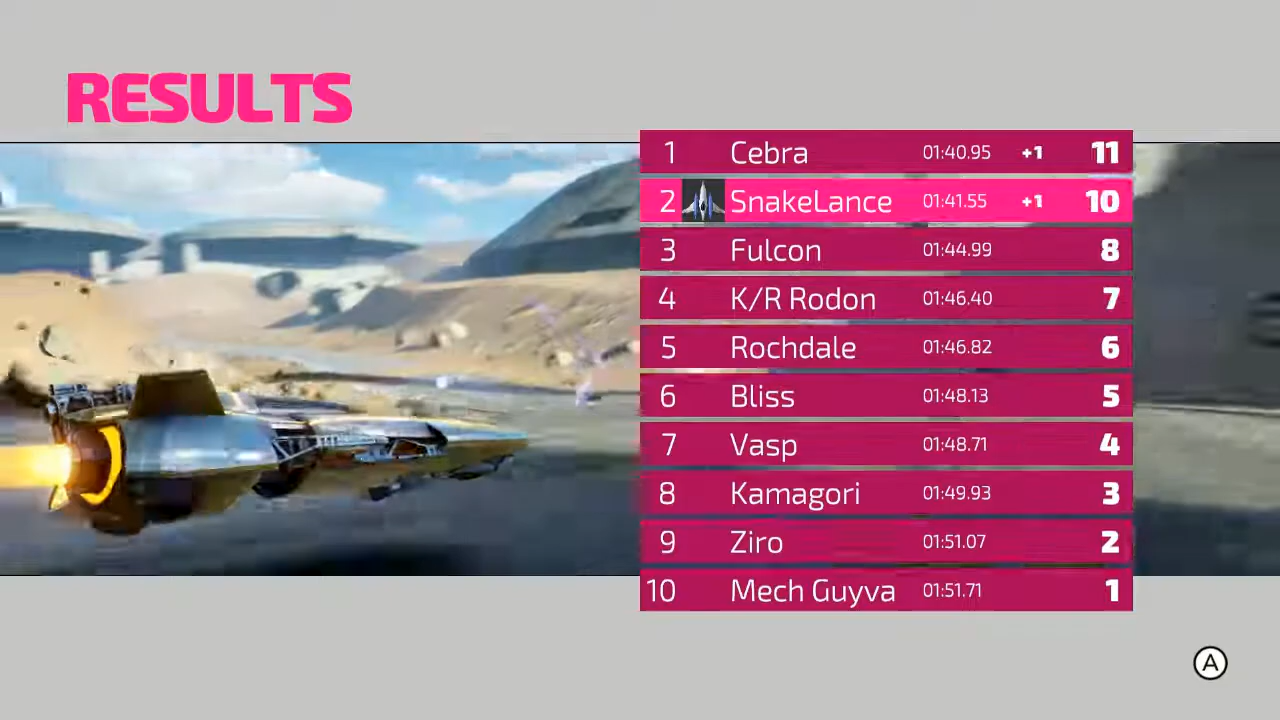 RESULTS
1 Cebra 01:40.95 +1 11
2 SnakeLance 01:41.55 +1 10
3 Fulcon 01:44.99 8
4 K/R Rodon 01:46.40 7
5 Rochdale 01:46.82 6
6 Bliss 01:48.13 5
7 Vasp 01:48.71 4
8 Kamagori 01:49.93 3
9 Ziro 01:51.07 2
10 Mech Guyva 01:51.71 1
A